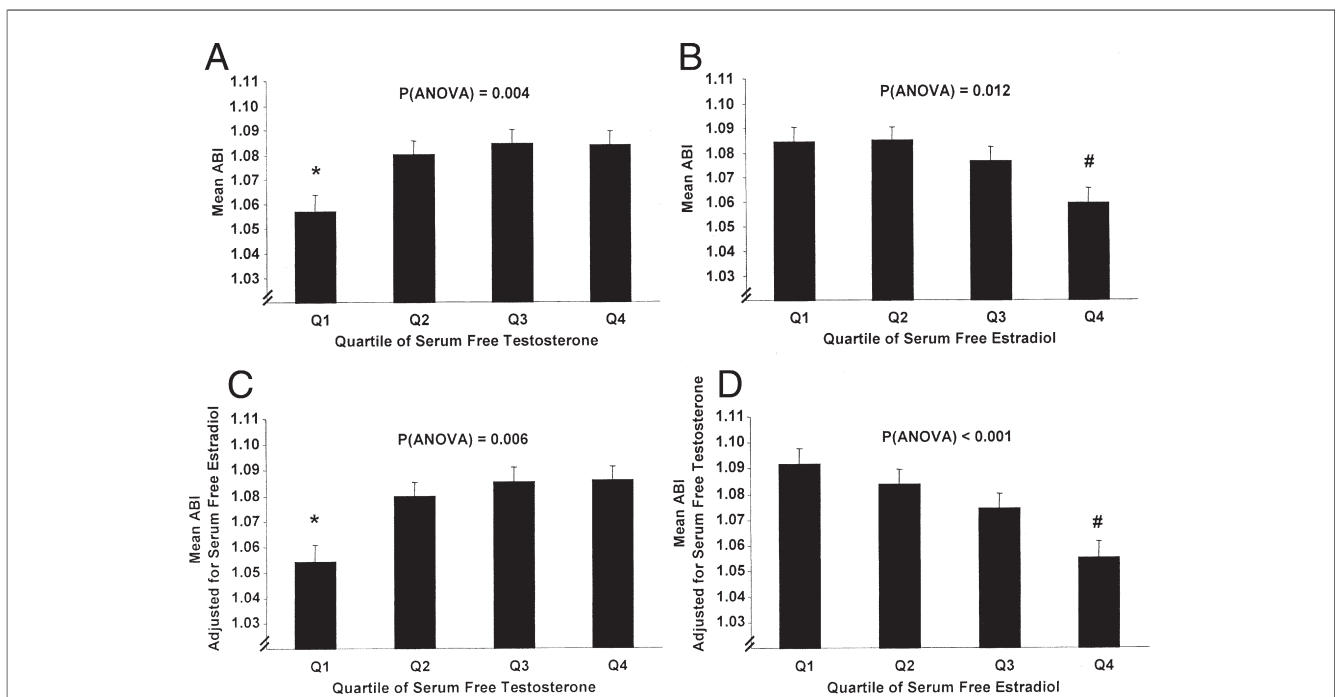 A
P(ANOVA) = 0.004
Mean ABI
1.11
1.10
1.09
1.08
1.07
1.06
1.05
1.04
1.03
*
Q1 Q2 Q3 Q4
Quartile of Serum Free Testosterone
B
P(ANOVA) = 0.012
Mean ABI
1.11
1.10
1.09
1.08
1.07
1.06
1.05
1.04
1.03
#
Q1 Q2 Q3 Q4
Quartile of Serum Free Estradiol
C
P(ANOVA) = 0.006
Mean ABI
Adjusted for Serum Free Estradiol
1.11
1.10
1.09
1.08
1.07
1.06
1.05
1.04
1.03
*
Q1 Q2 Q3 Q4
Quartile of Serum Free Testosterone
D
P(ANOVA) < 0.001
Mean ABI
Adjusted for Serum Free Testosterone
1.11
1.10
1.09
1.08
1.07
1.06
1.05
1.04
1.03
#
Q1 Q2 Q3 Q4
Quartile of Serum Free Estradiol